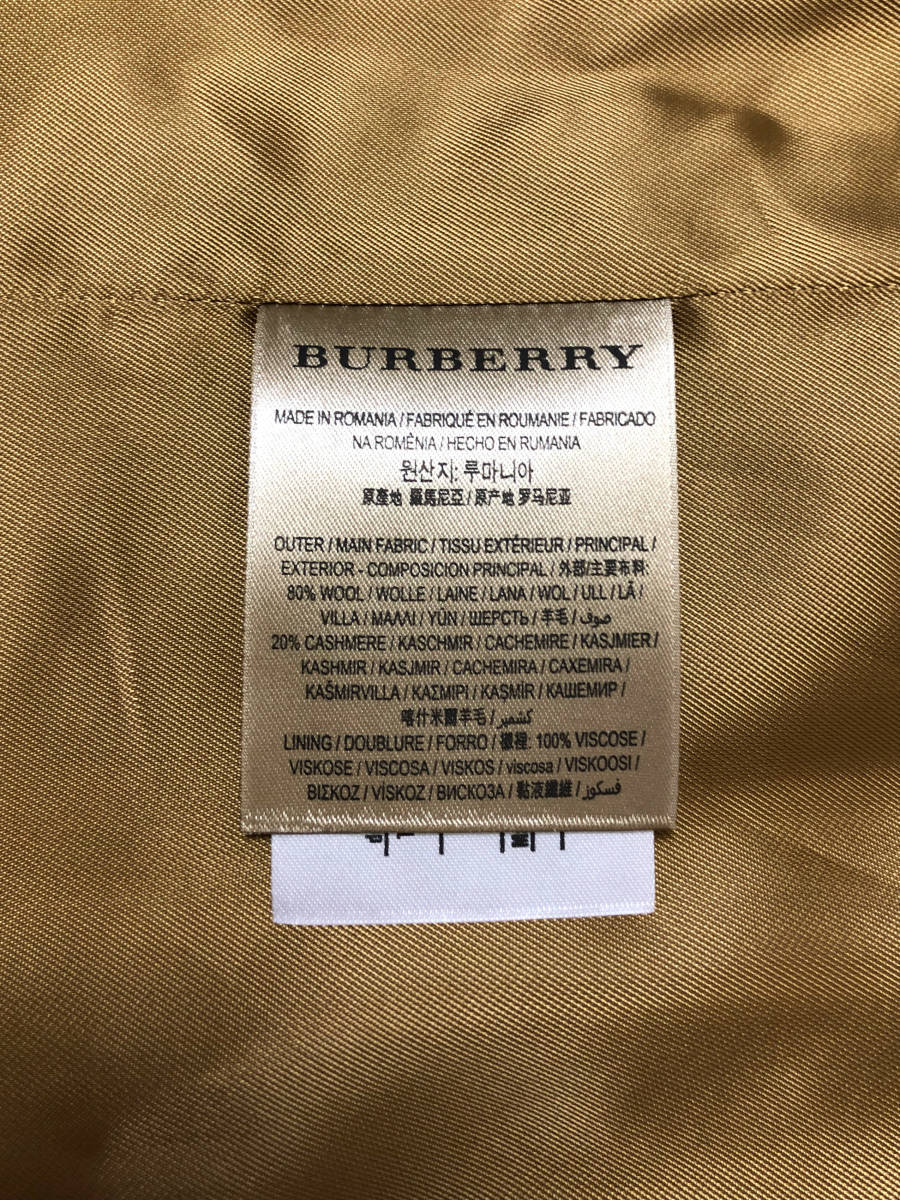 BURBERRY
MADE IN ROMANIA / FABRIQUÉ EN ROUMANIE / FABRICADO
NA ROMÊNIA / HECHO EN RUMANIA
원산지: 루마니아
原產地 羅馬尼亞 / 原产地 罗马尼亚
OUTER / MAIN FABRIC / TISSU EXTÉRIEUR / PRINCIPAL /
EXTERIOR - COMPOSICION PRINCIPAL / 外部/主要布料:
80% WOOL / WOLLE / LAINE / LANA / WOL / ULL / LÃ /
VILLA / ΜΑΛΛΙ / YÜN / ШЕРСТЬ / 羊毛 / صوف
20% CASHMERE / KASCHMIR / CACHEMIRE / KASJMIER /
KASHMIR / KASJMIR / CACHEMIRA / CAXEMIRA /
KAŠMIRVILLA / ΚΑΣΜΙΡΙ / KASMİR / КАШЕМИР /
喀什米爾羊毛 / كشمير
LINING / DOUBLURE / FORRO / 襯裡: 100% VISCOSE /
VISKOSE / VISCOSA / VISKOS / viscosa / VISKOOSI /
ΒΙΣΚΟΖ / VİSKOZ / ВИСКОЗА / 黏液纖維 / فسكوز